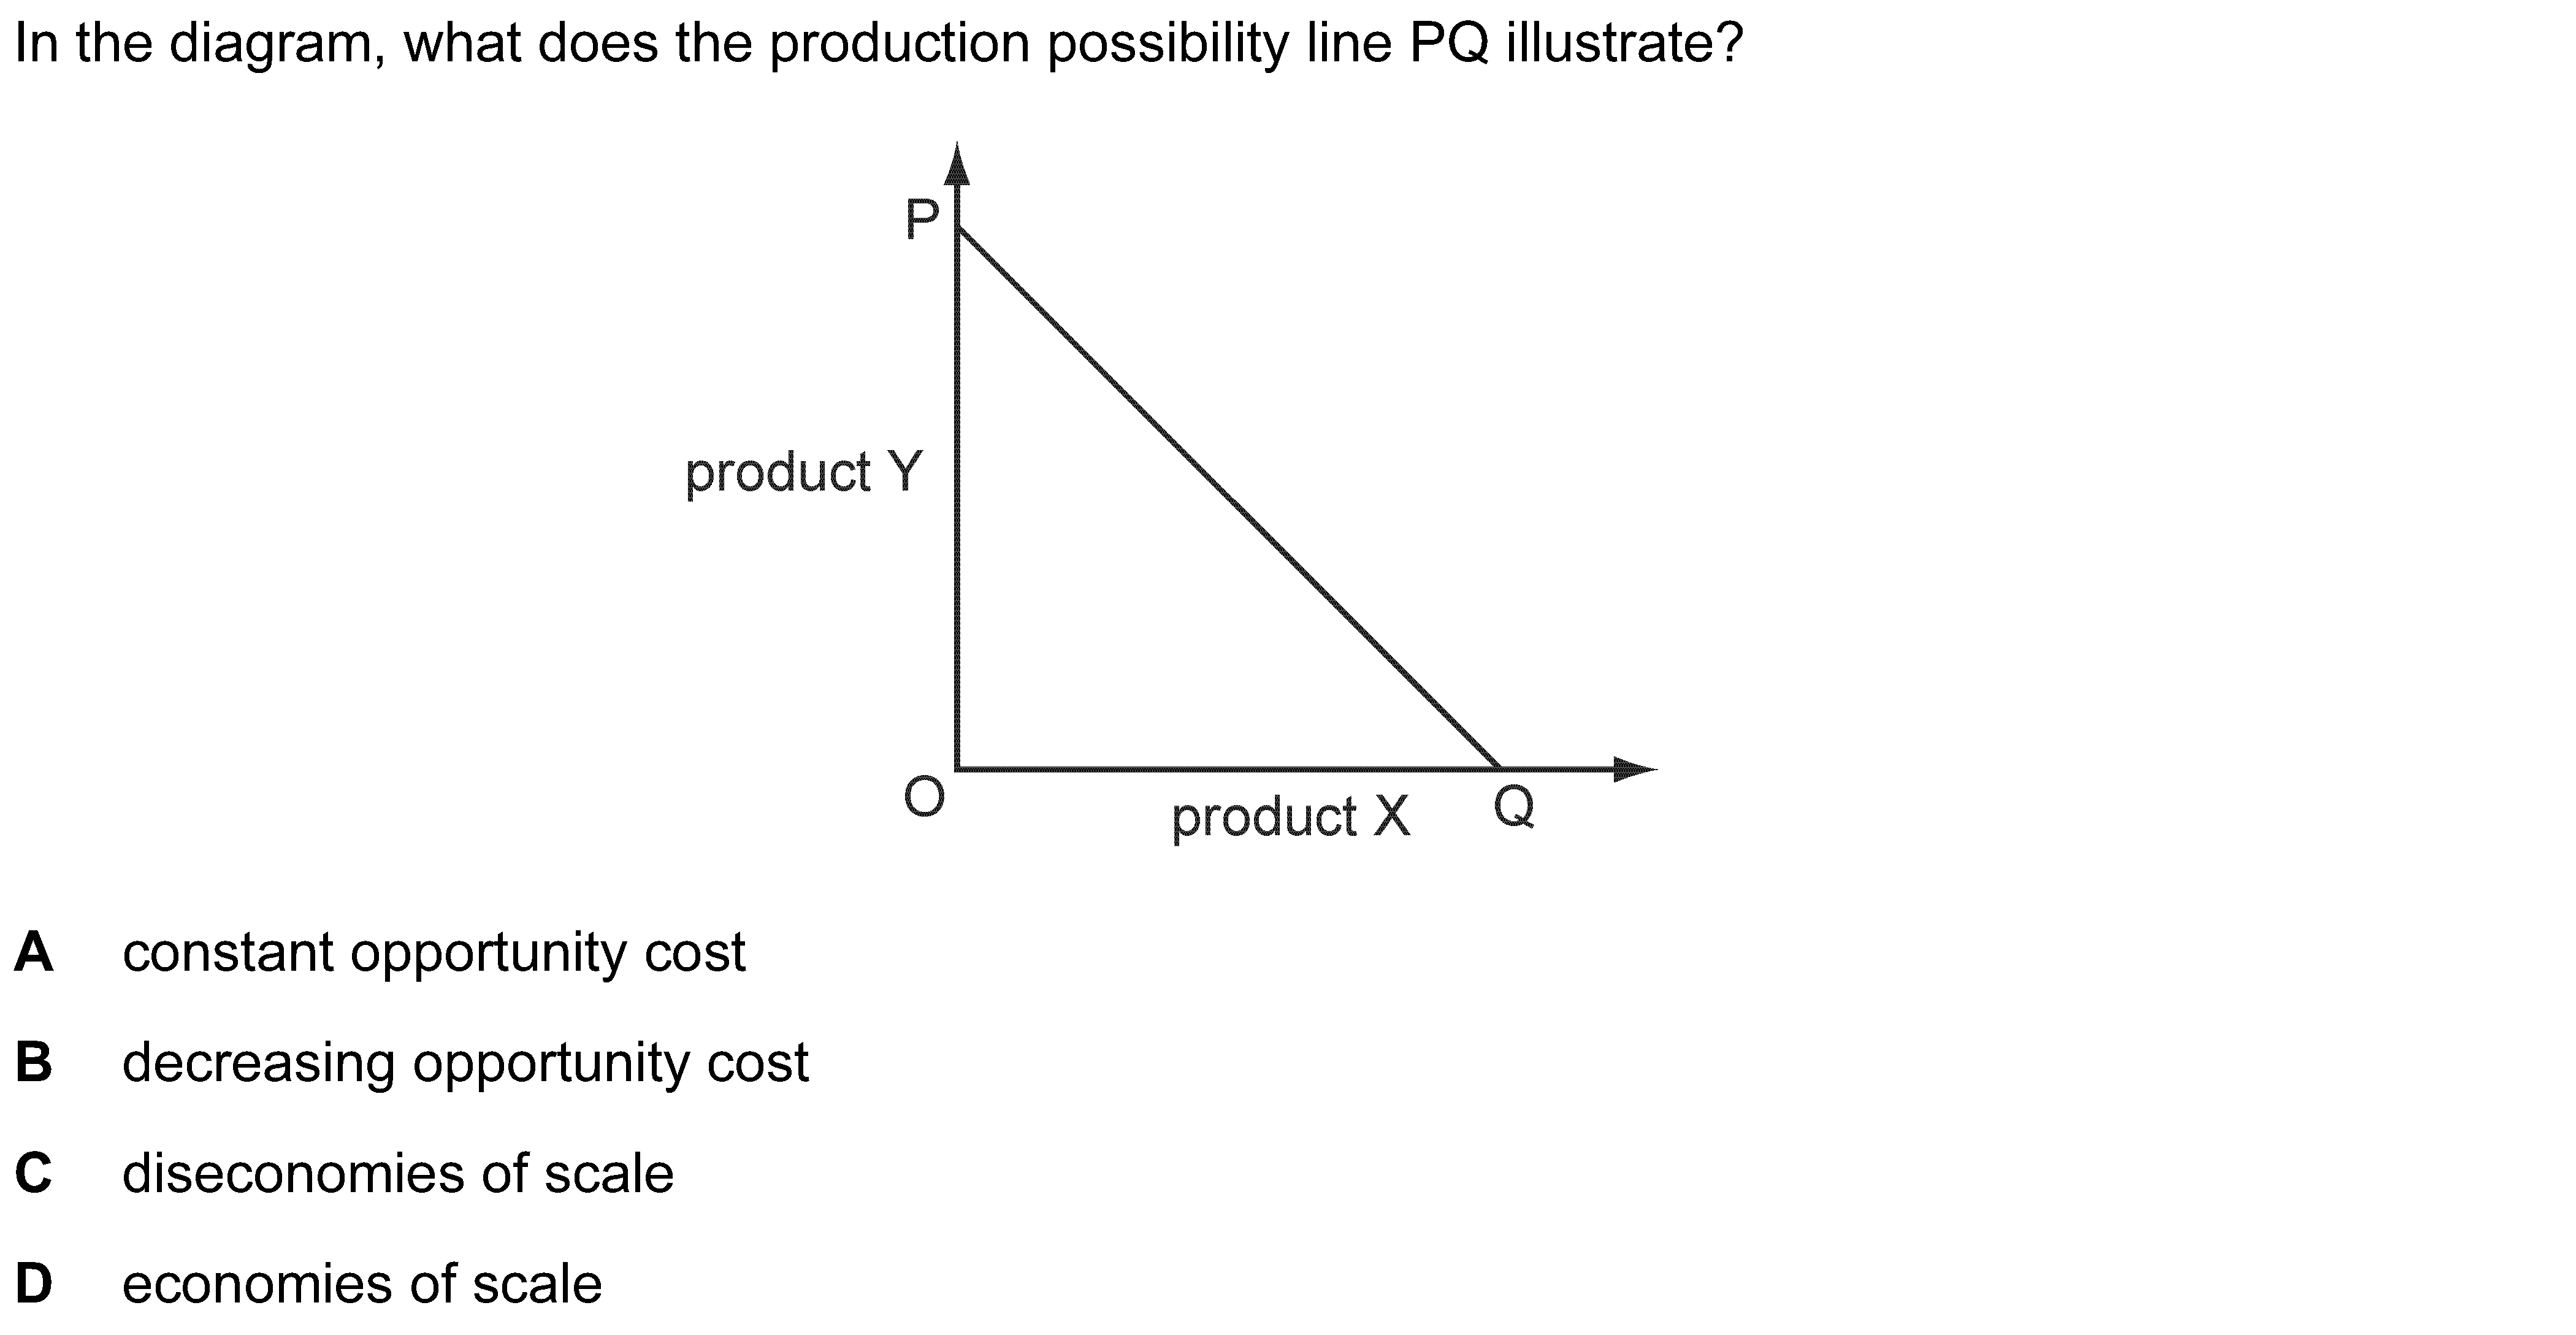 In the diagram, what does the production possibility line PQ illustrate?
P
product Y
O
product X
Q
A constant opportunity cost
B decreasing opportunity cost
C diseconomies of scale
D economies of scale